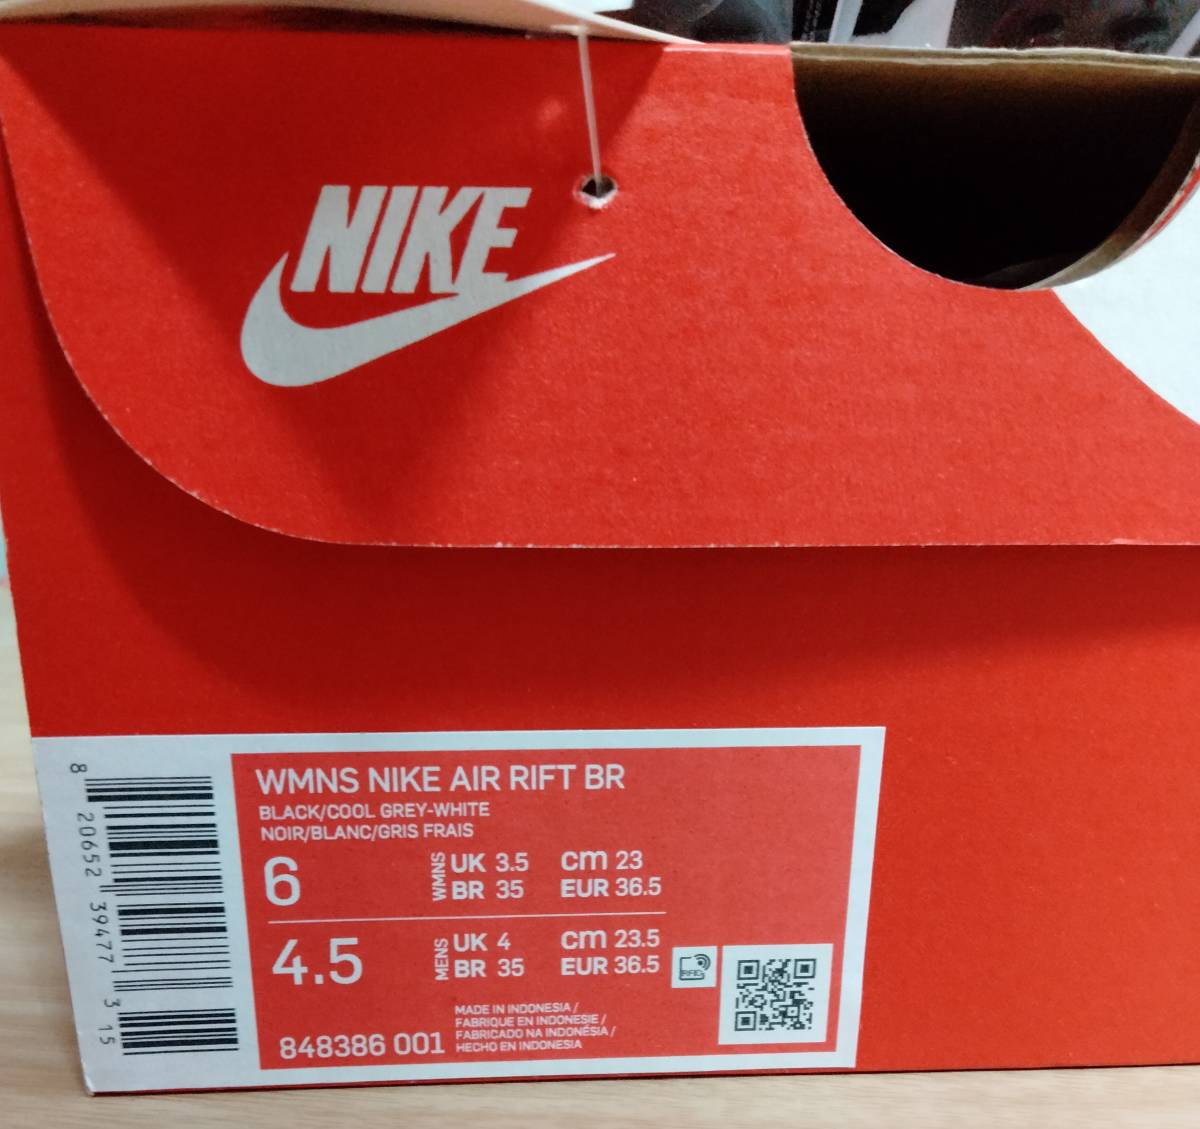 NIKE
WMNS NIKE AIR RIFT BR
BLACK/COOL GREY-WHITE
NOIR/BLANC/GRIS FRAIS
6 WMNS UK 3.5 cm 23
BR 35 EUR 36.5
4.5 MENS UK 4 cm 23.5
BR 35 EUR 36.5
RFID
MADE IN INDONESIA /
FABRIQUE EN INDONESIE /
FABRICADO NA INDONÉSIA /
HECHO EN INDONESIA
848386 001
8 20652 39477 3 15